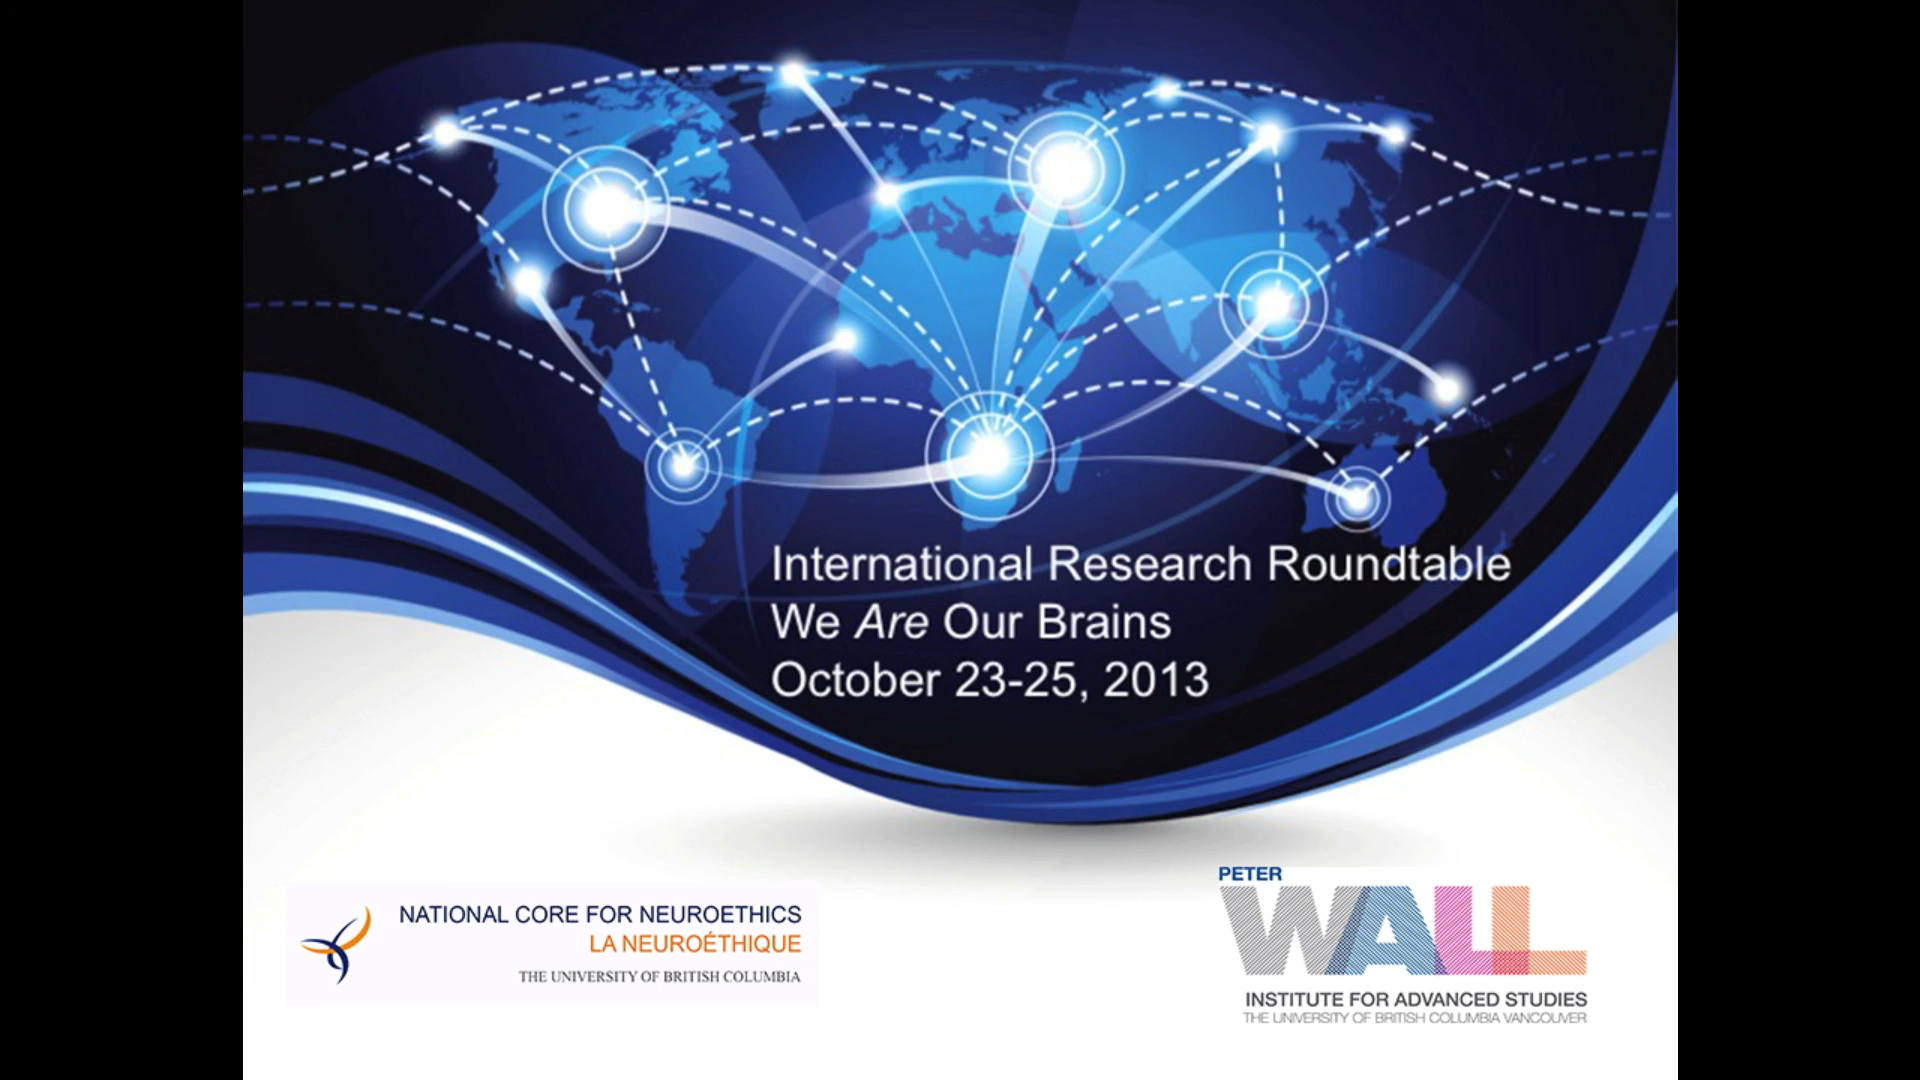 International Research Roundtable
We Are Our Brains
October 23-25, 2013
NATIONAL CORE FOR NEUROETHICS
LA NEUROÉTHIQUE
THE UNIVERSITY OF BRITISH COLUMBIA
PETER
WALL
INSTITUTE FOR ADVANCED STUDIES
THE UNIVERSITY OF BRITISH COLUMBIA VANCOUVER